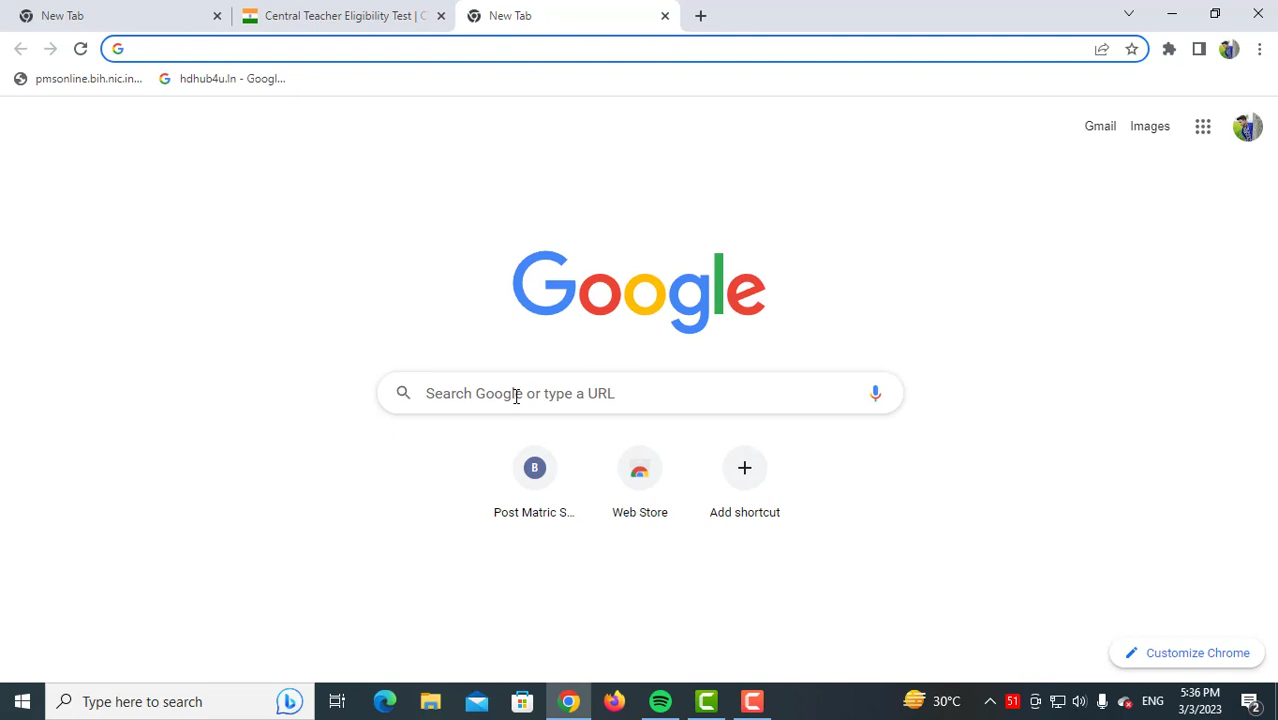 New Tab
Central Teacher Eligibility Test | C
New Tab
pmsonline.bih.nic.in...
hdhub4u.ln - Googl...
Gmail
Images
Google
Search Google or type a URL
B
Post Matric S...
Web Store
Add shortcut
Customize Chrome
Type here to search
30°C
51
ENG
5:36 PM
3/3/2023
2